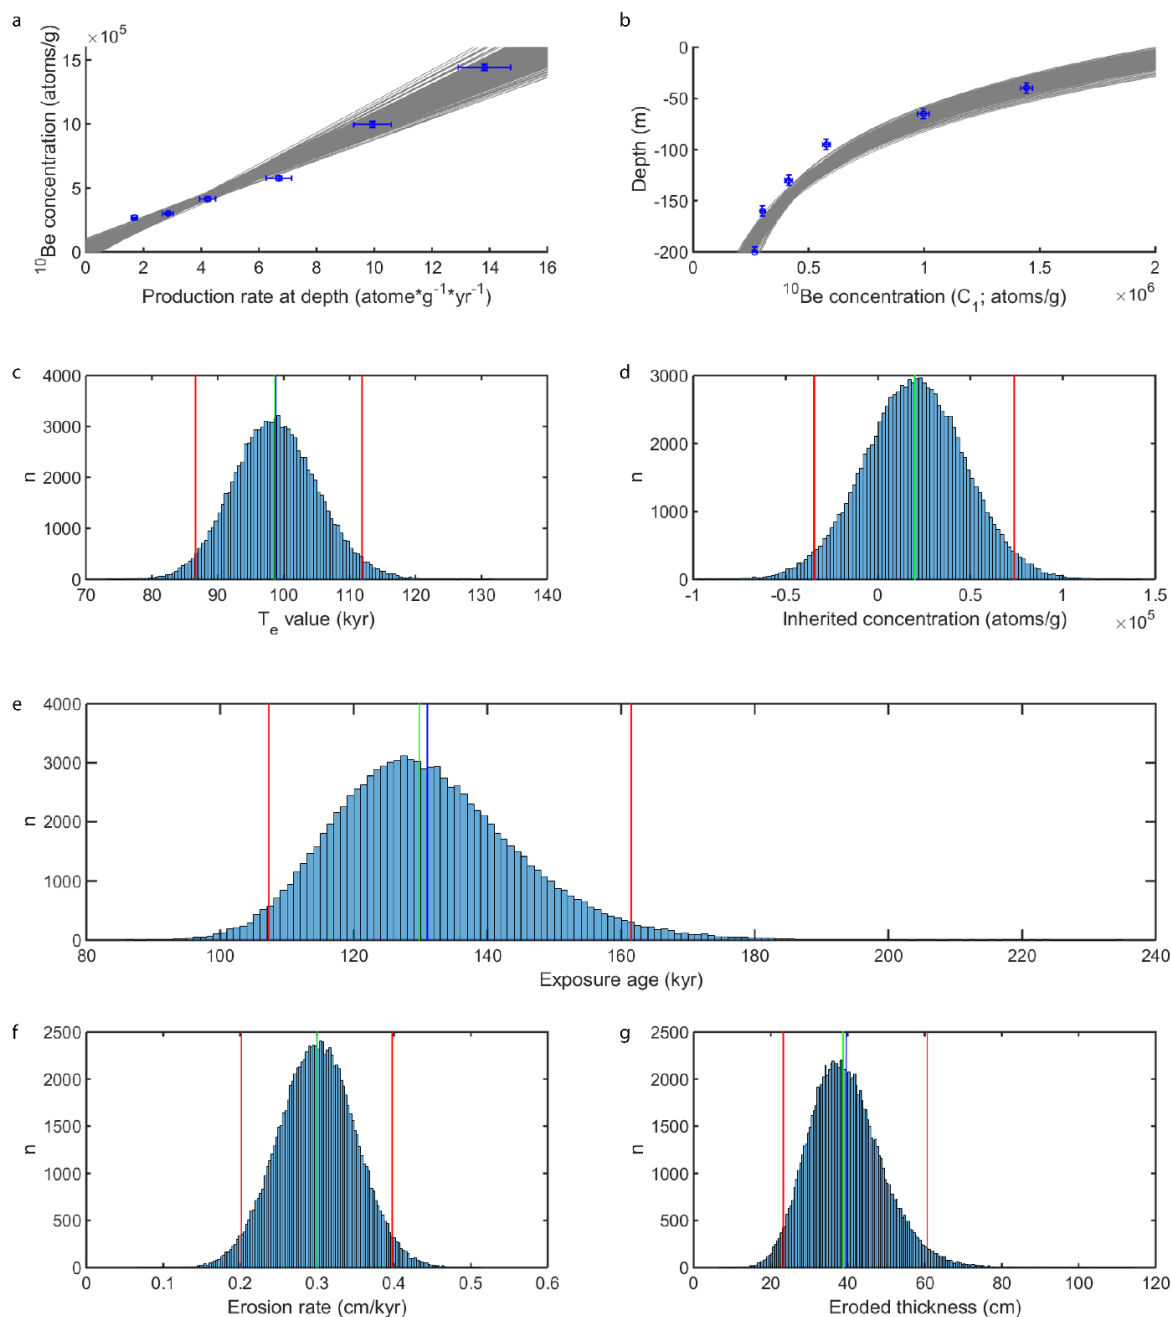 a
× 10⁵
15
10
5
0
¹⁰Be concentration (atoms/g)
0 2 4 6 8 10 12 14 16
Production rate at depth (atome*g⁻¹*yr⁻¹)
b
0
-50
-100
-150
-200
Depth (m)
0 0.5 1 1.5 2
¹⁰Be concentration (C₁; atoms/g)
×10⁶
c
4000
3000
2000
1000
0
n
70 80 90 100 110 120 130 140
Tₑ value (kyr)
d
3000
2000
1000
0
n
-1 -0.5 0 0.5 1 1.5
Inherited concentration (atoms/g)
×10⁵
e
4000
3000
2000
1000
0
n
80 100 120 140 160 180 200 220 240
Exposure age (kyr)
f
2500
2000
1500
1000
500
0
n
0 0.1 0.2 0.3 0.4 0.5 0.6
Erosion rate (cm/kyr)
g
2500
2000
1500
1000
500
0
n
0 20 40 60 80 100 120
Eroded thickness (cm)